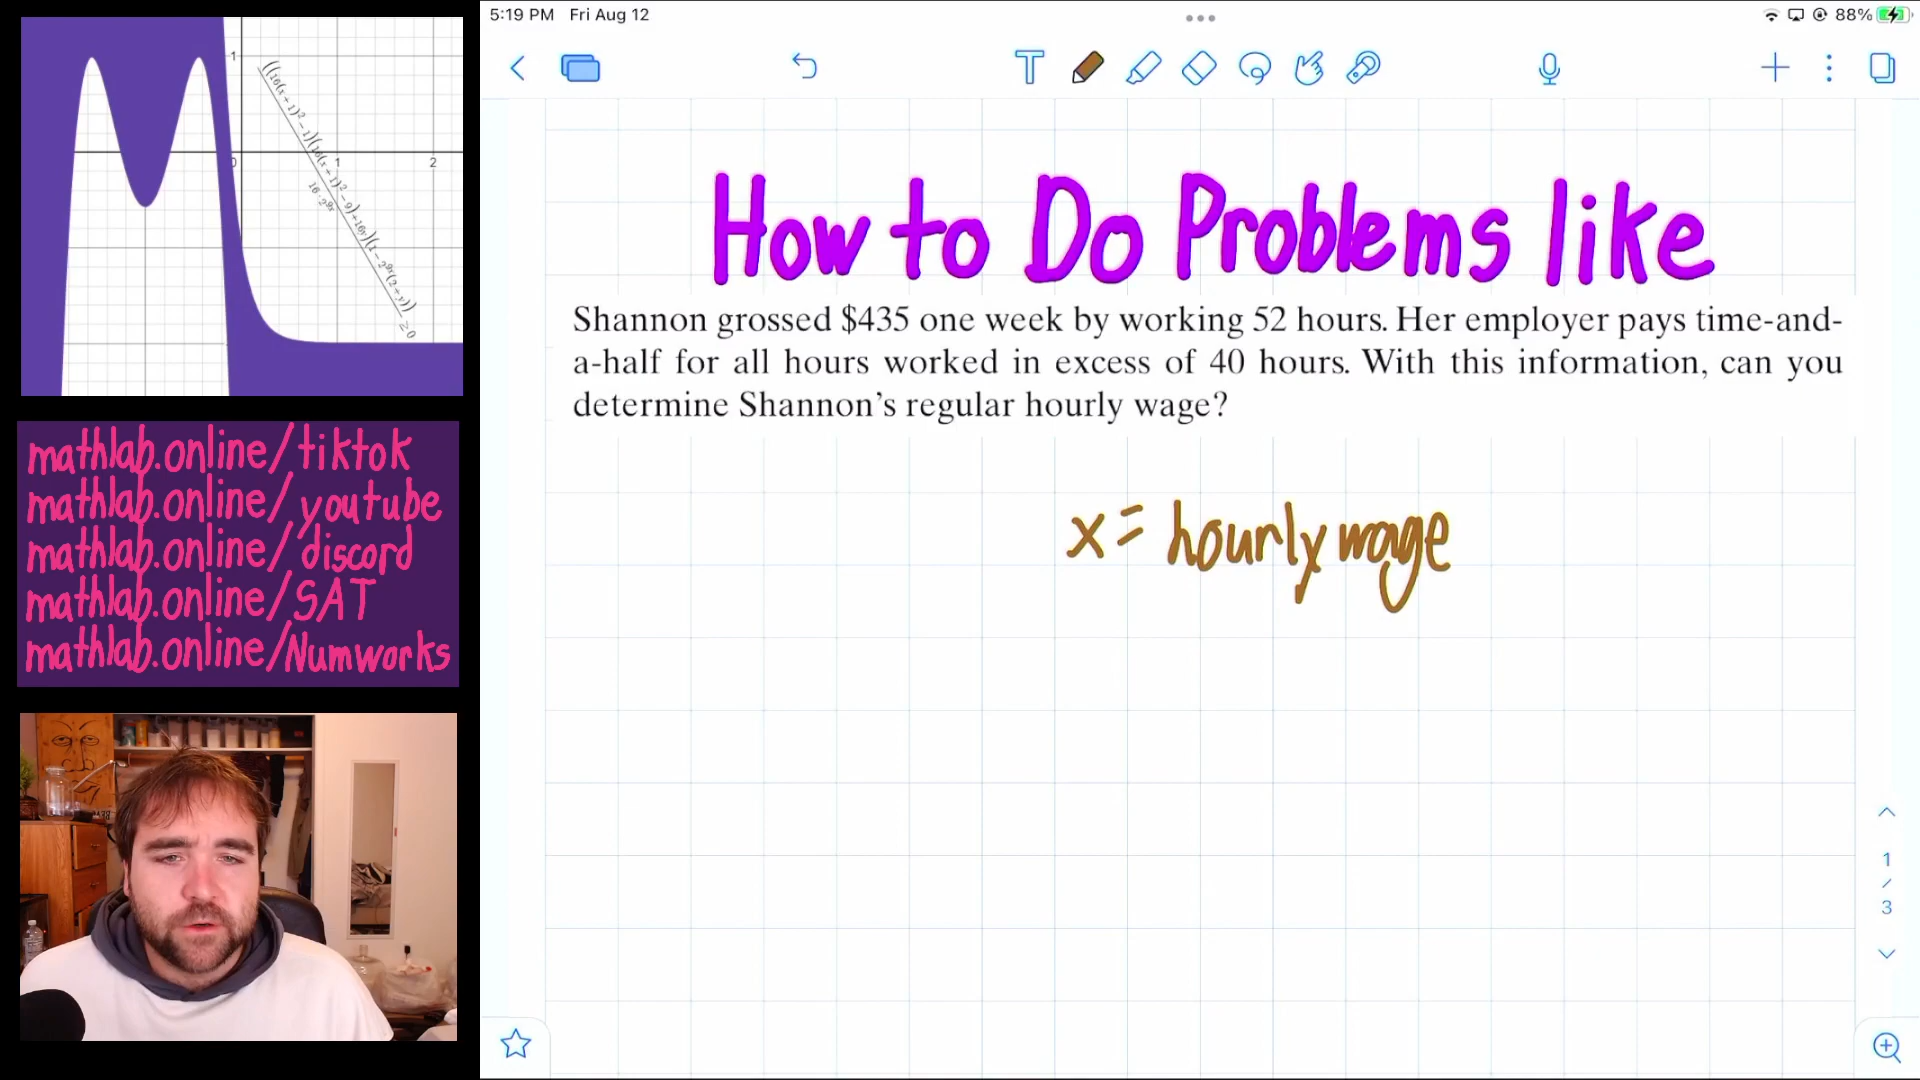 5:19 PM Fri Aug 12
88%
How to Do Problems like
Shannon grossed $435 one week by working 52 hours. Her employer pays time-and-
a-half for all hours worked in excess of 40 hours. With this information, can you
determine Shannon's regular hourly wage?
x = hourly wage
1
0
1
2
mathlab.online/tiktok
mathlab.online/youtube
mathlab.online/discord
mathlab.online/SAT
mathlab.online/Numworks
1
/
3